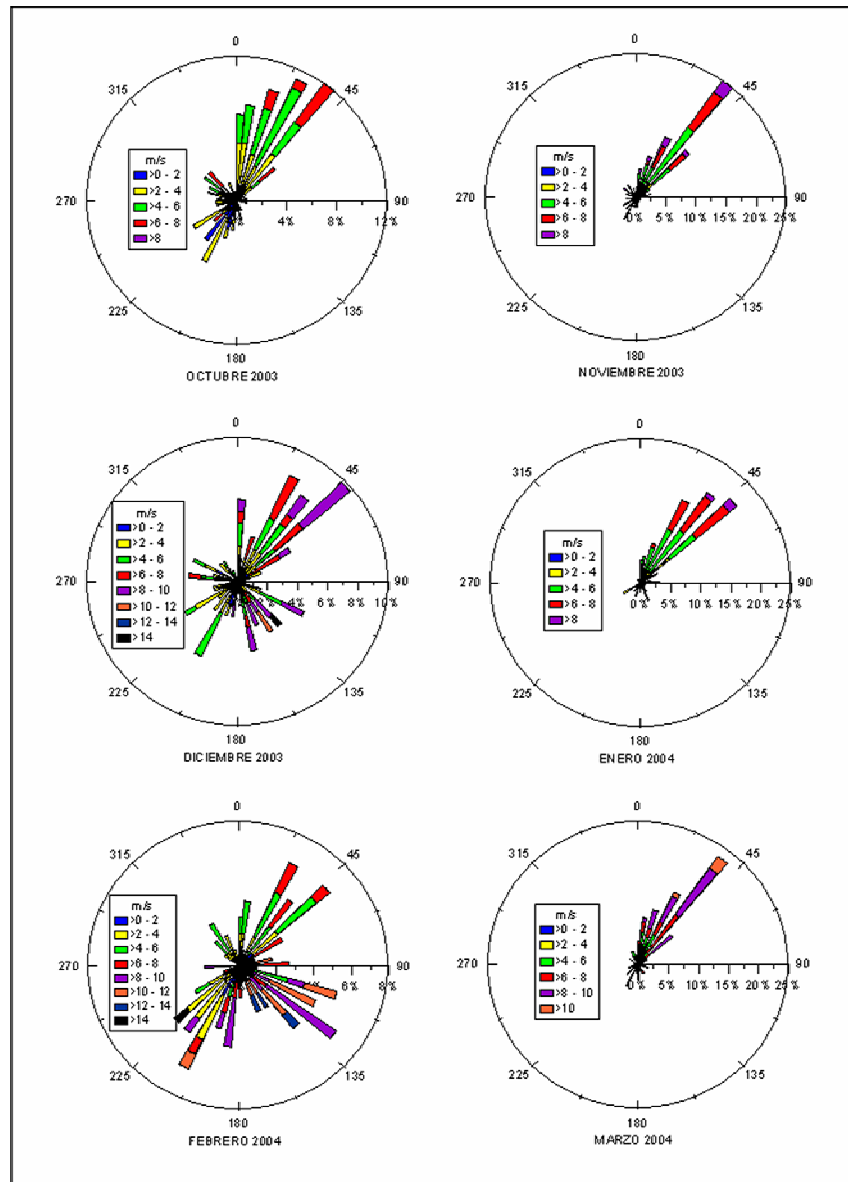 0
315
45
m/s
>0 - 2
>2 - 4
>4 - 6
>6 - 8
>8
270
90
4% 8% 12%
225
135
180
OCTUBRE 2003
0
315
45
m/s
>0 - 2
>2 - 4
>4 - 6
>6 - 8
>8
270
90
0% 5% 10% 15% 20% 25%
225
135
180
NOVIEMBRE 2003
0
315
45
m/s
>0 - 2
>2 - 4
>4 - 6
>6 - 8
>8 - 10
>10 - 12
>12 - 14
>14
270
90
4% 6% 8% 10%
225
135
180
DICIEMBRE 2003
0
315
45
m/s
>0 - 2
>2 - 4
>4 - 6
>6 - 8
>8
270
90
0% 5% 10% 15% 20% 25%
225
135
180
ENERO 2004
0
315
45
m/s
>0 - 2
>2 - 4
>4 - 6
>6 - 8
>8 - 10
>10 - 12
>12 - 14
>14
270
90
6% 8%
225
135
180
FEBRERO 2004
0
315
45
m/s
>0 - 2
>2 - 4
>4 - 6
>6 - 8
>8 - 10
>10
270
90
0% 5% 10% 15% 20% 25%
225
135
180
MARZO 2004